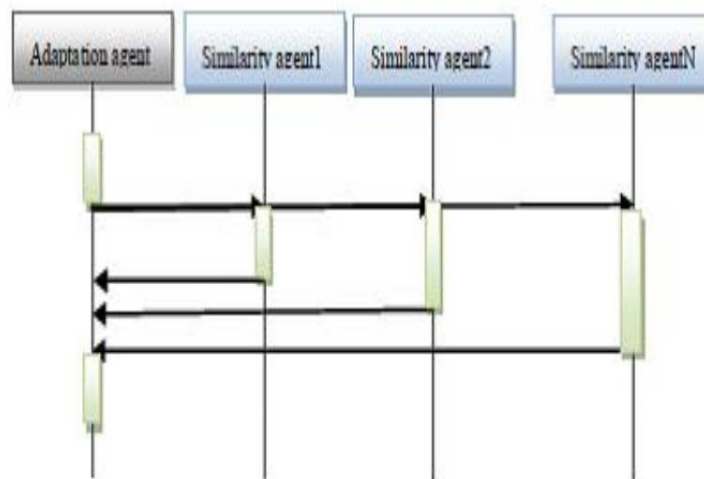 Adaptation agent
Similarity agent1
Similarity agent2
Similarity agentN